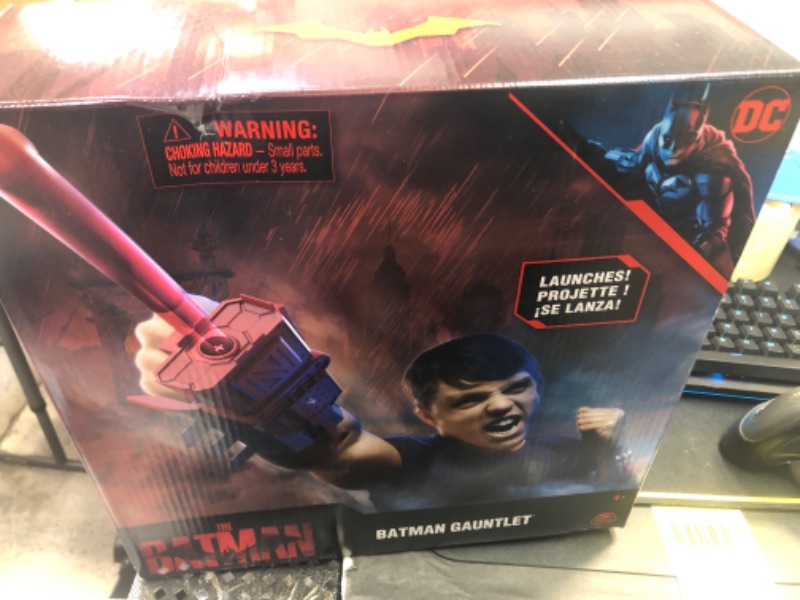 WARNING:
CHOKING HAZARD – Small parts.
Not for children under 3 years.
DC
LAUNCHES!
PROJETTE !
¡SE LANZA!
4+
THE
BATMAN
BATMAN GAUNTLET™